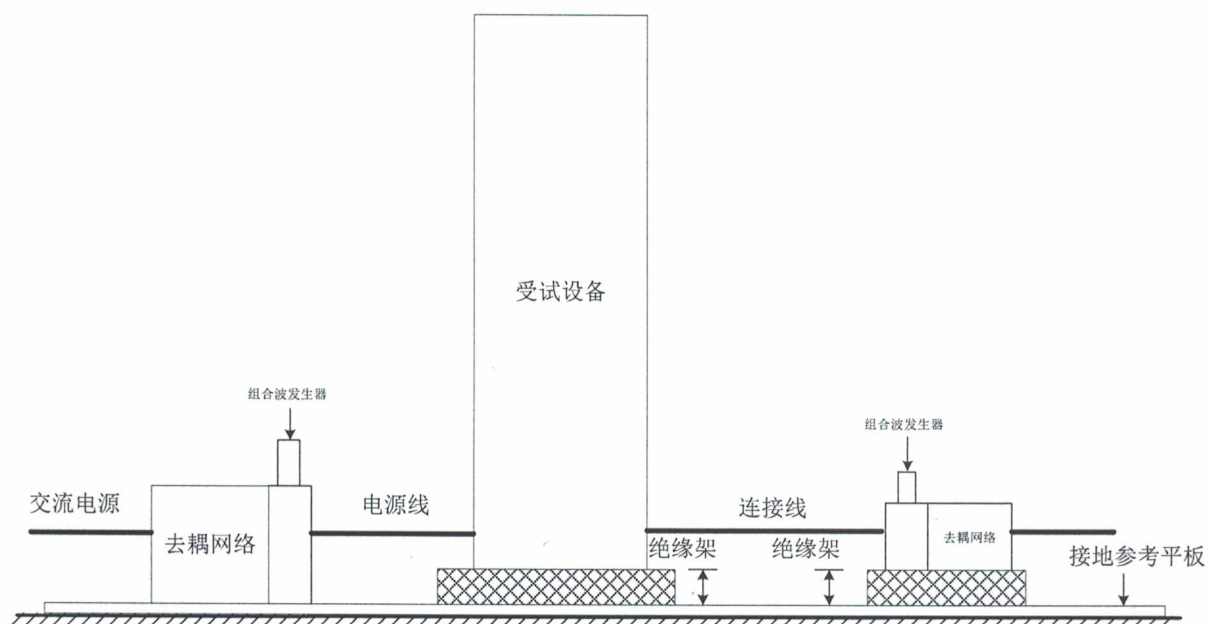 受试设备
组合波发生器
组合波发生器
交流电源
电源线
连接线
去耦网络
去耦网络
绝缘架
绝缘架
接地参考平板